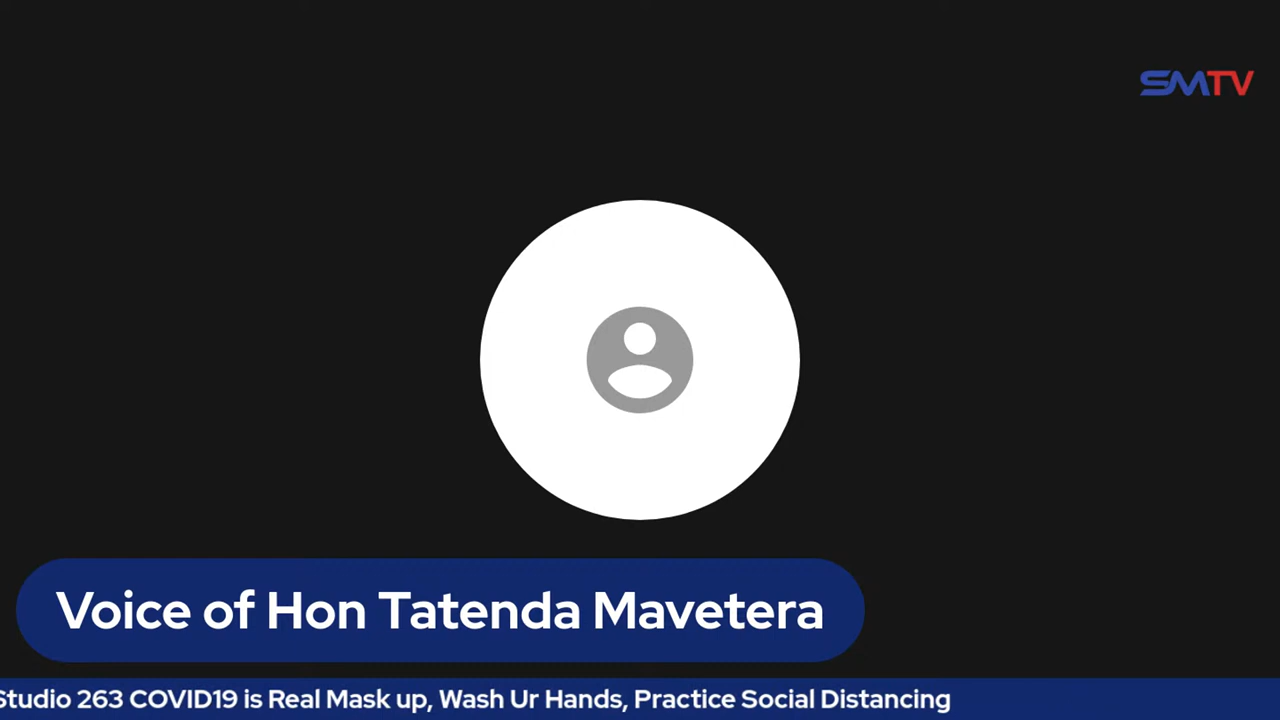 SMTV
Voice of Hon Tatenda Mavetera
Studio 263 COVID19 is Real Mask up, Wash Ur Hands, Practice Social Distancing